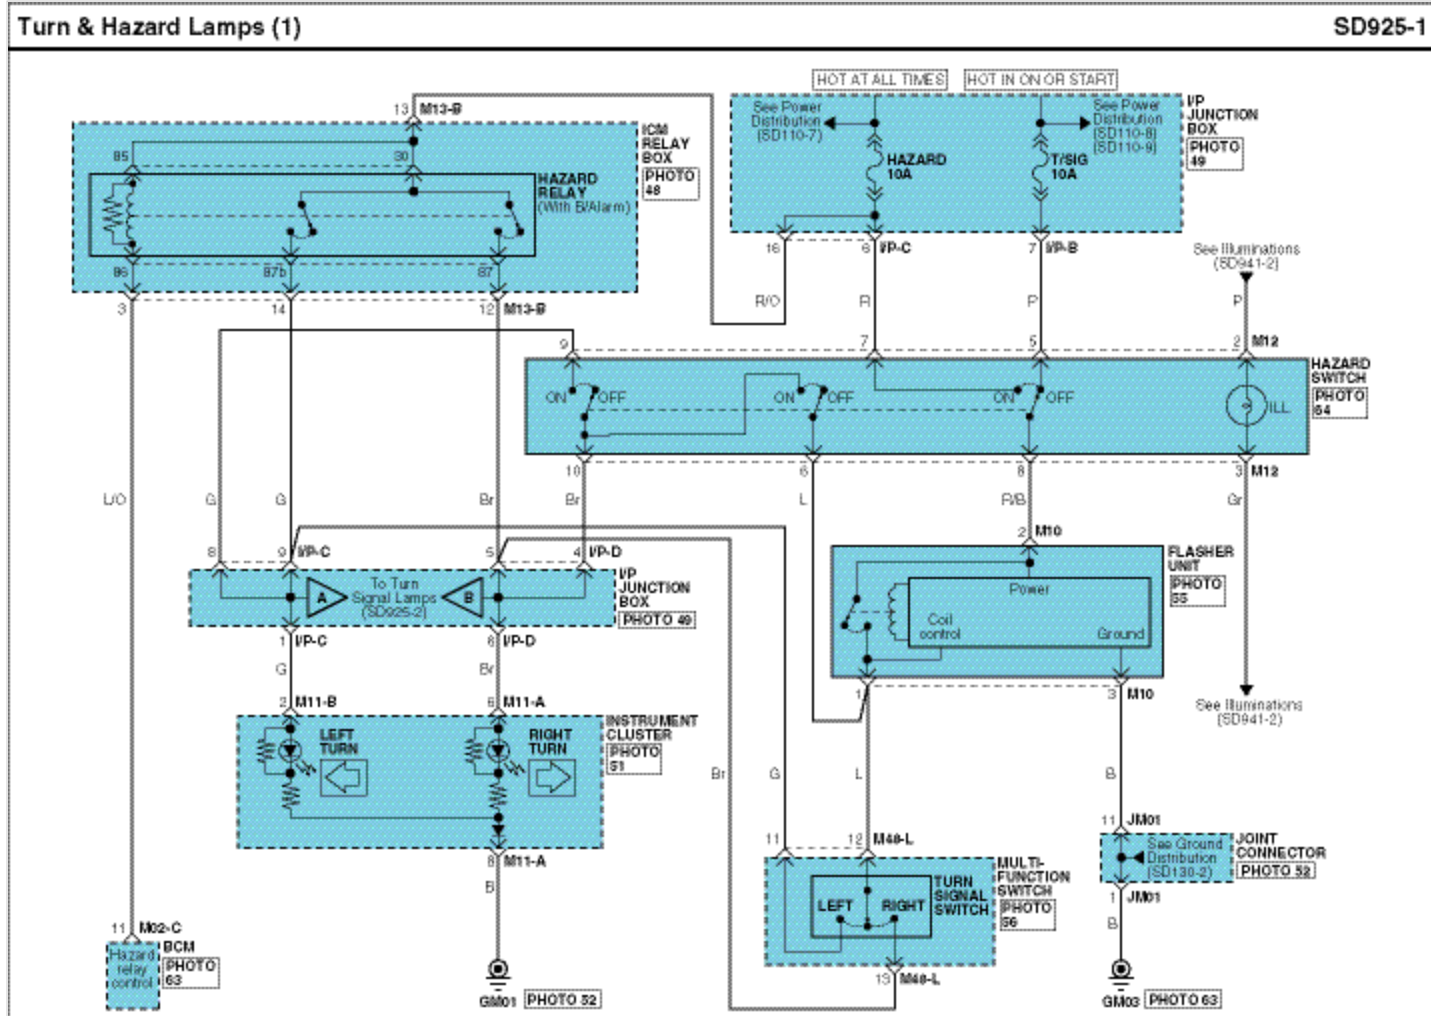 Turn & Hazard Lamps (1)
SD925-1
HOT AT ALL TIMES
HOT IN ON OR START
13 M13-B
ICM
RELAY
BOX
PHOTO
48
85
30
HAZARD
RELAY
(With B/Alarm)
86
87b
87
3
14
12 M13-B
See Power
Distribution
(SD110-7)
HAZARD
10A
T/SIG
10A
See Power
Distribution
(SD110-8)
(SD110-9)
I/P
JUNCTION
BOX
PHOTO
49
16
6 I/P-C
7 I/P-B
See Illuminations
(SD941-2)
R/O
R
P
P
9
7
5
2 M12
HAZARD
SWITCH
PHOTO
64
ON
OFF
ON
OFF
ON
OFF
ILL
10
6
8
3 M12
L/O
G
G
Br
Br
L
R/B
Gr
8
9 I/P-C
5
4 I/P-D
2 M10
A
To Turn
Signal Lamps
(SD925-2)
B
I/P
JUNCTION
BOX
PHOTO 49
FLASHER
UNIT
PHOTO
55
Power
Coil
control
Ground
1 I/P-C
6 I/P-D
G
Br
1
3 M10
See Illuminations
(SD941-2)
2 M11-B
6 M11-A
LEFT
TURN
RIGHT
TURN
INSTRUMENT
CLUSTER
PHOTO
51
Br
G
L
B
8 M11-A
B
11
12 M48-L
TURN
SIGNAL
SWITCH
LEFT
RIGHT
MULTI-
FUNCTION
SWITCH
PHOTO
56
13 M48-L
11 JM01
See Ground
Distribution
(SD130-2)
JOINT
CONNECTOR
PHOTO 52
1 JM01
B
11 M02-C
Hazard
relay
control
BCM
PHOTO
63
GM01 PHOTO 52
GM03 PHOTO 63